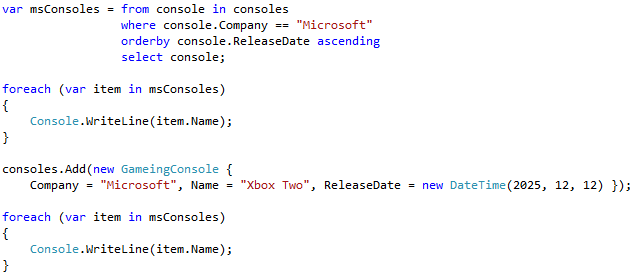 var msConsoles = from console in consoles
                 where console.Company == "Microsoft"
                 orderby console.ReleaseDate ascending
                 select console;

foreach (var item in msConsoles)
{
    Console.WriteLine(item.Name);
}

consoles.Add(new GameingConsole {
    Company = "Microsoft", Name = "Xbox Two", ReleaseDate = new DateTime(2025, 12, 12) });

foreach (var item in msConsoles)
{
    Console.WriteLine(item.Name);
}